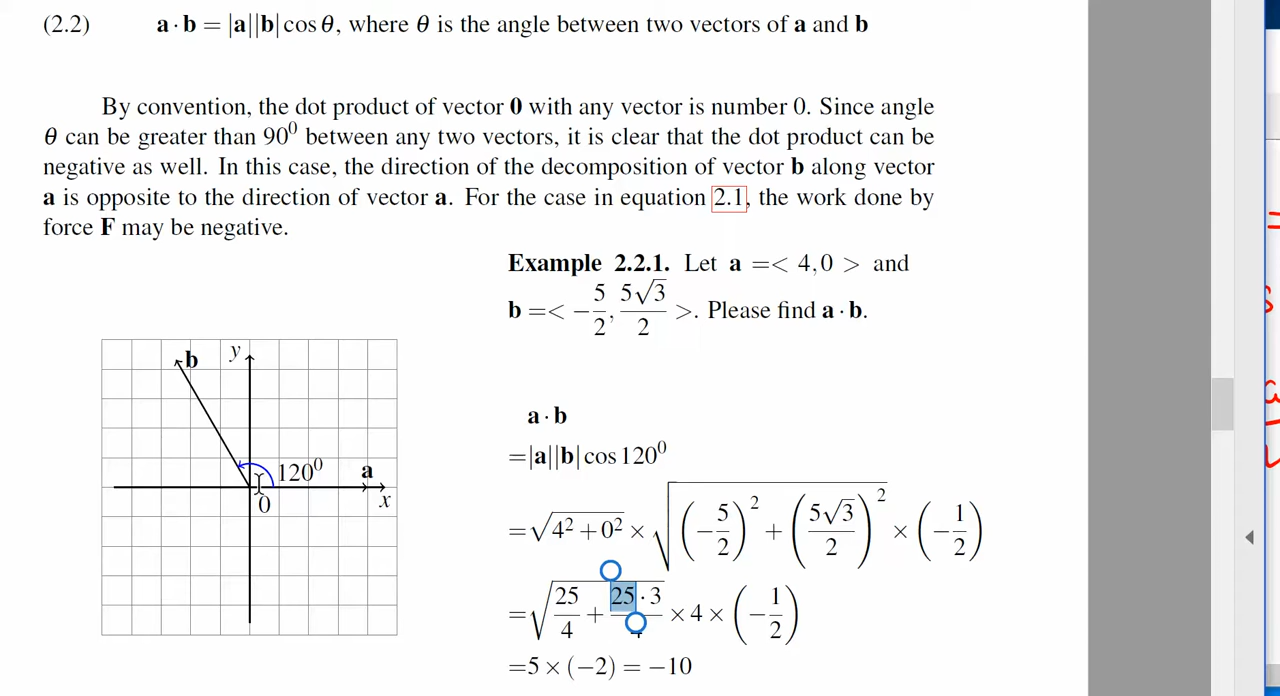 (2.2) a · b = |a||b| cos θ, where θ is the angle between two vectors of a and b
By convention, the dot product of vector 0 with any vector is number 0. Since angle
θ can be greater than 90⁰ between any two vectors, it is clear that the dot product can be
negative as well. In this case, the direction of the decomposition of vector b along vector
a is opposite to the direction of vector a. For the case in equation 2.1, the work done by
force F may be negative.
Example 2.2.1. Let a =< 4,0 > and
b =< −5/2, 5√3/2 >. Please find a · b.
b
y
120⁰
a
0
x
a · b
=|a||b| cos 120⁰
=√(4² + 0²) × √((−5/2)² + (5√3/2)²) × (−1/2)
=√(25/4 + 25·3/4) × 4 × (−1/2)
=5 × (−2) = −10